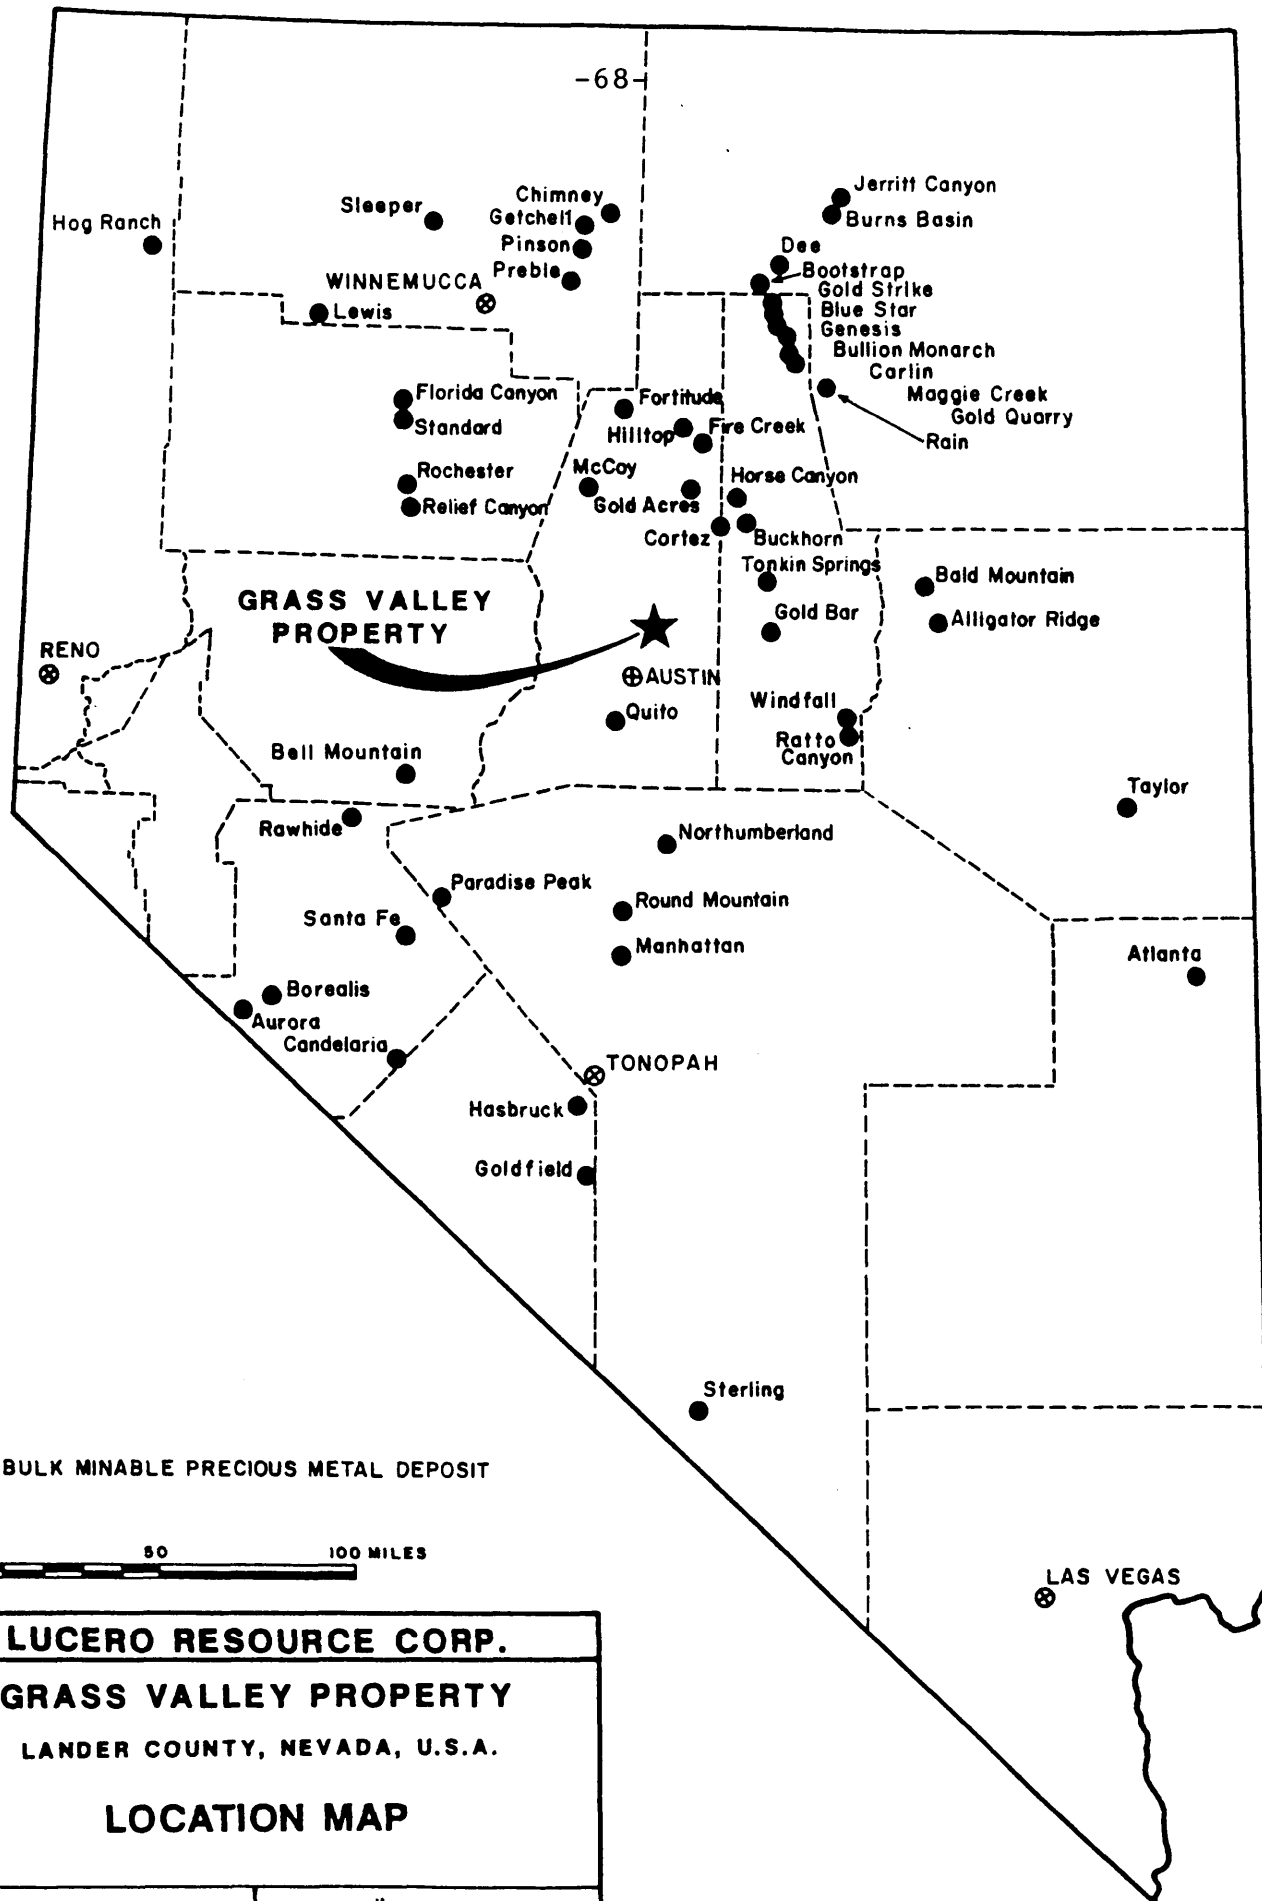 -68-
Jerritt Canyon
Chimney
Sleeper
Getchell
Burns Basin
Hog Ranch
Pinson
Dee
Preble
Bootstrap
WINNEMUCCA
Gold Strike
Lewis
Blue Star
Genesis
Bullion Monarch
Carlin
Florida Canyon
Fortitude
Maggie Creek
Gold Quarry
Standard
Hilltop
Fire Creek
Rain
Rochester
McCoy
Horse Canyon
Relief Canyon
Gold Acres
Cortez
Buckhorn
Tonkin Springs
Bald Mountain
GRASS VALLEY
PROPERTY
Gold Bar
Alligator Ridge
RENO
AUSTIN
Windfall
Quito
Ratto
Canyon
Bell Mountain
Taylor
Rawhide
Northumberland
Paradise Peak
Round Mountain
Santa Fe
Manhattan
Atlanta
Borealis
Aurora
Candelaria
TONOPAH
Hasbruck
Goldfield
Sterling
BULK MINABLE PRECIOUS METAL DEPOSIT
50 100 MILES
LAS VEGAS
LUCERO RESOURCE CORP.
GRASS VALLEY PROPERTY
LANDER COUNTY, NEVADA, U.S.A.
LOCATION MAP